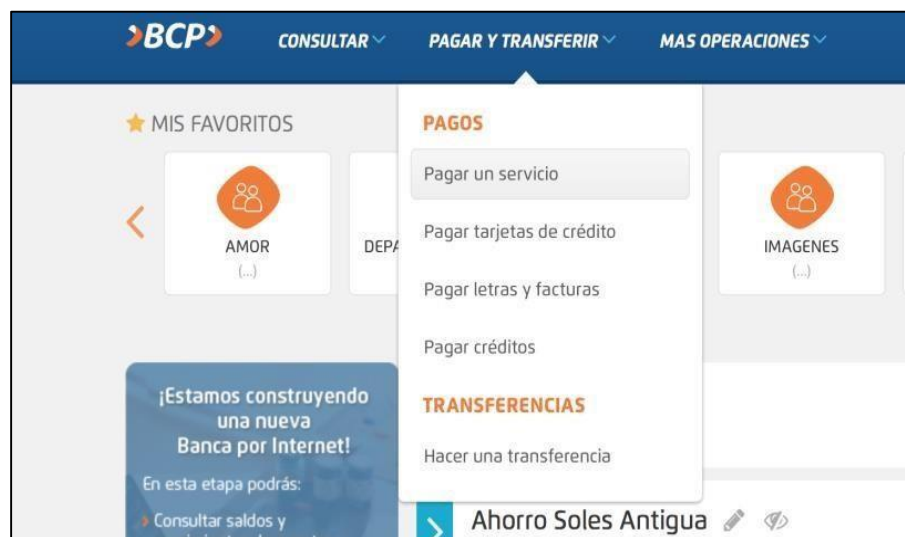 BCP
CONSULTAR
PAGAR Y TRANSFERIR
MAS OPERACIONES
MIS FAVORITOS
AMOR
(...)
IMAGENES
(...)
PAGOS
Pagar un servicio
Pagar tarjetas de crédito
Pagar letras y facturas
Pagar créditos
TRANSFERENCIAS
Hacer una transferencia
¡Estamos construyendo
una nueva
Banca por Internet!
En esta etapa podrás:
Consultar saldos y
Ahorro Soles Antigua